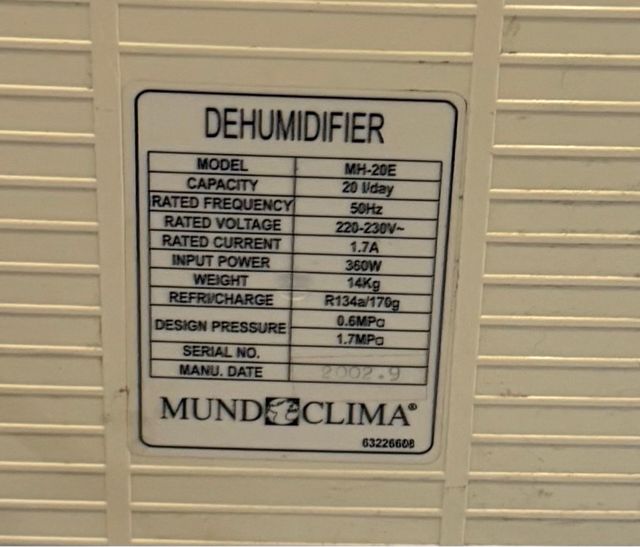 DEHUMIDIFIER
MODEL MH-20E
CAPACITY 20 l/day
RATED FREQUENCY 50Hz
RATED VOLTAGE 220-230V~
RATED CURRENT 1.7A
INPUT POWER 360W
WEIGHT 14Kg
REFRI/CHARGE R134a/170g
DESIGN PRESSURE 0.6MPa
1.7MPa
SERIAL NO.
MANU. DATE 2002.9
MUNDOCLIMA®
63226608